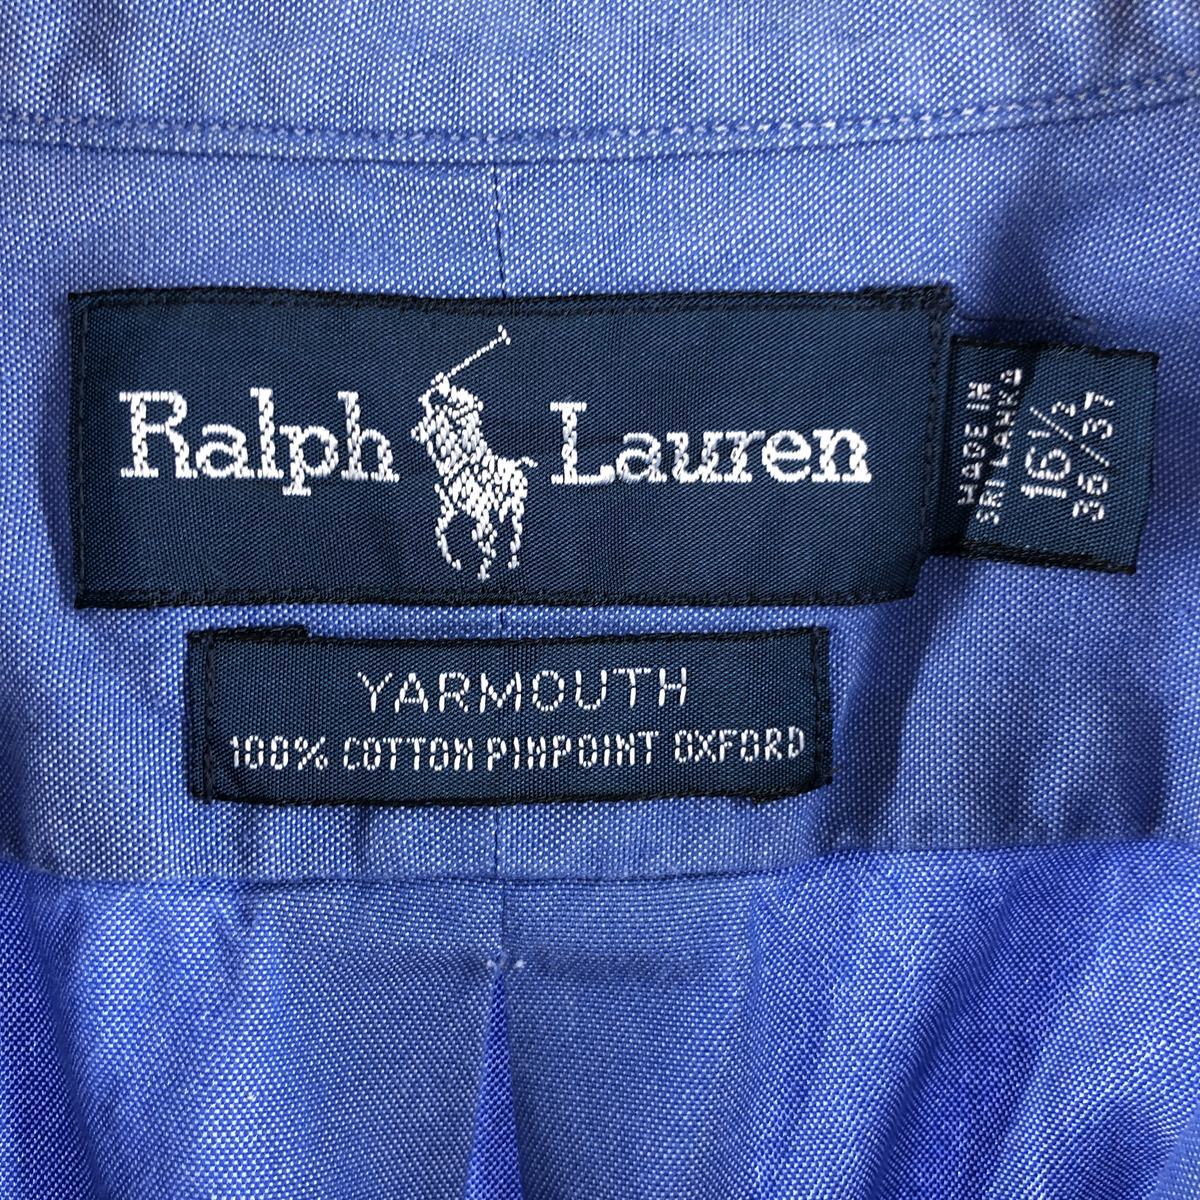 Ralph Lauren
MADE IN
SRI LANKA
16½
36/37
YARMOUTH
100% COTTON PINPOINT OXFORD